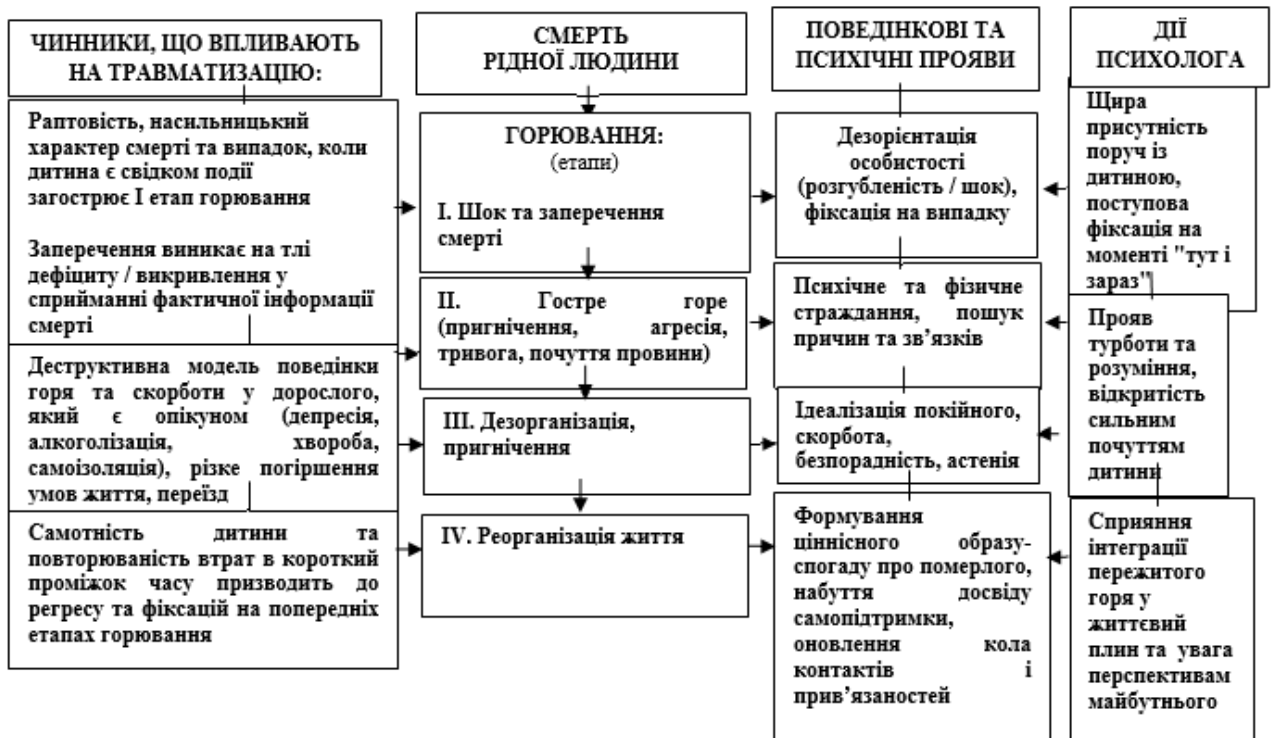 ЧИННИКИ, ЩО ВПЛИВАЮТЬ
НА ТРАВМАТИЗАЦІЮ:
Раптовість, насильницький
характер смерті та випадок, коли
дитина є свідком події
загострює І етап горювання
Заперечення виникає на тлі
дефіциту / викривлення у
сприйманні фактичної інформації
смерті
Деструктивна модель поведінки
горя та скорботи у дорослого,
який є опікуном (депресія,
алкоголізація, хвороба,
самоізоляція), різке погіршення
умов життя, переїзд
Самотність дитини та
повторюваність втрат в короткий
проміжок часу призводить до
регресу та фіксацій на попередніх
етапах горювання
СМЕРТЬ
РІДНОЇ ЛЮДИНИ
ГОРЮВАННЯ:
(етапи)
І. Шок та заперечення
смерті
ІІ. Гостре горе
(пригнічення, агресія,
тривога, почуття провини)
ІІІ. Дезорганізація,
пригнічення
IV. Реорганізація життя
ПОВЕДІНКОВІ ТА
ПСИХІЧНІ ПРОЯВИ
Дезорієнтація
особистості
(розгубленість / шок),
фіксація на випадку
Психічне та фізичне
страждання, пошук
причин та зв’язків
Ідеалізація покійного,
скорбота,
безпорадність, астенія
Формування
ціннісного образу-
спогаду про померлого,
набуття досвіду
самопідтримки,
оновлення кола
контактів і
прив’язаностей
ДІЇ
ПСИХОЛОГА
Щира
присутність
поруч із
дитиною,
поступова
фіксація на
моменті "тут і
зараз"
Прояв
турботи та
розуміння,
відкритість
сильним
почуттям
дитини
Сприяння
інтеграції
пережитого
горя у
життєвий
плин та увага
перспективам
майбутнього